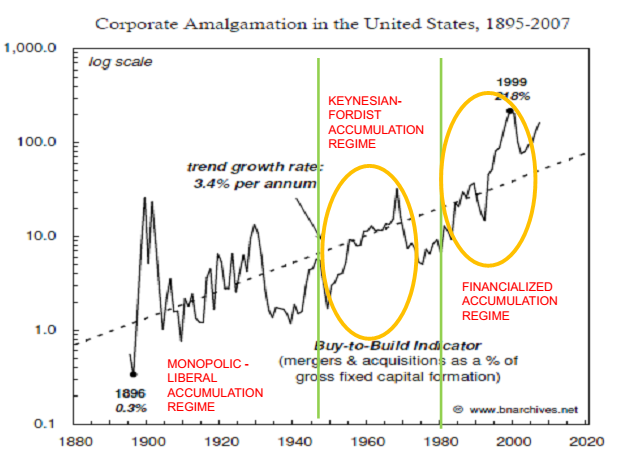 Corporate Amalgamation in the United States, 1895-2007
1,000.0
100.0
10.0
1.0
0.1
log scale
KEYNESIAN-
FORDIST
ACCUMULATION
REGIME
1999
218%
trend growth rate:
3.4% per annum
FINANCIALIZED
ACCUMULATION
REGIME
Buy-to-Build Indicator
(mergers & acquisitions as a % of
gross fixed capital formation)
MONOPOLIC -
LIBERAL
ACCUMULATION
REGIME
1896
0.3%
© www.bnarchives.net
1880 1900 1920 1940 1960 1980 2000 2020